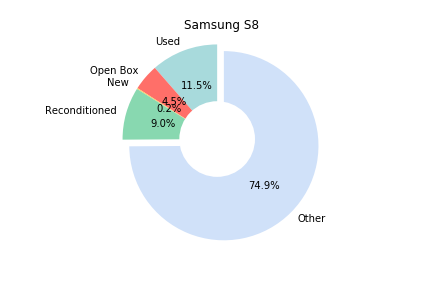 Samsung S8
Used
Open Box
New
Reconditioned
11.5%
4.5%
0.2%
9.0%
74.9%
Other